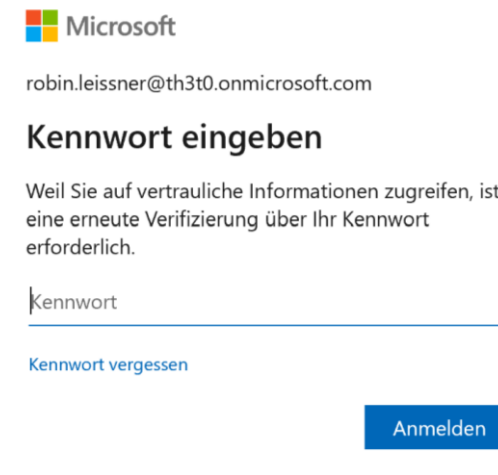 Microsoft
robin.leissner@th3t0.onmicrosoft.com
Kennwort eingeben
Weil Sie auf vertrauliche Informationen zugreifen, ist
eine erneute Verifizierung über Ihr Kennwort
erforderlich.
Kennwort
Kennwort vergessen
Anmelden